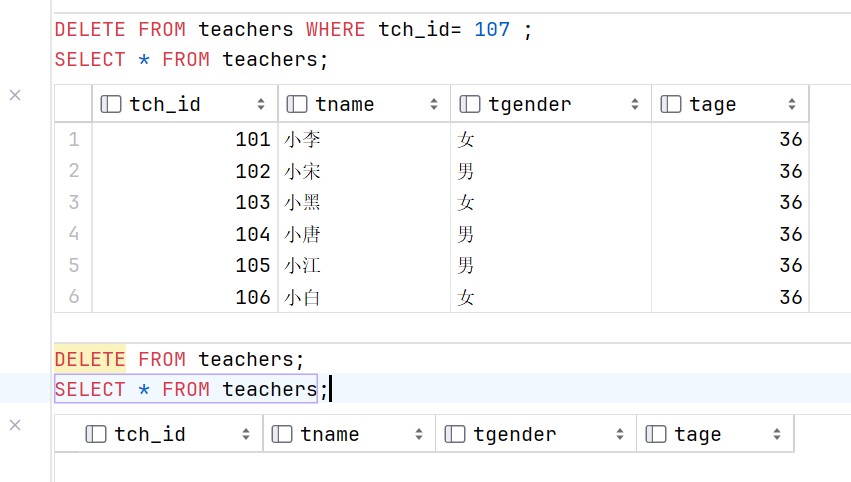 DELETE FROM teachers WHERE tch_id= 107 ;
SELECT * FROM teachers;
tch_id tname tgender tage
1 101 小李 女 36
2 102 小宋 男 36
3 103 小黑 女 36
4 104 小唐 男 36
5 105 小江 男 36
6 106 小白 女 36
DELETE FROM teachers;
SELECT * FROM teachers;
tch_id tname tgender tage